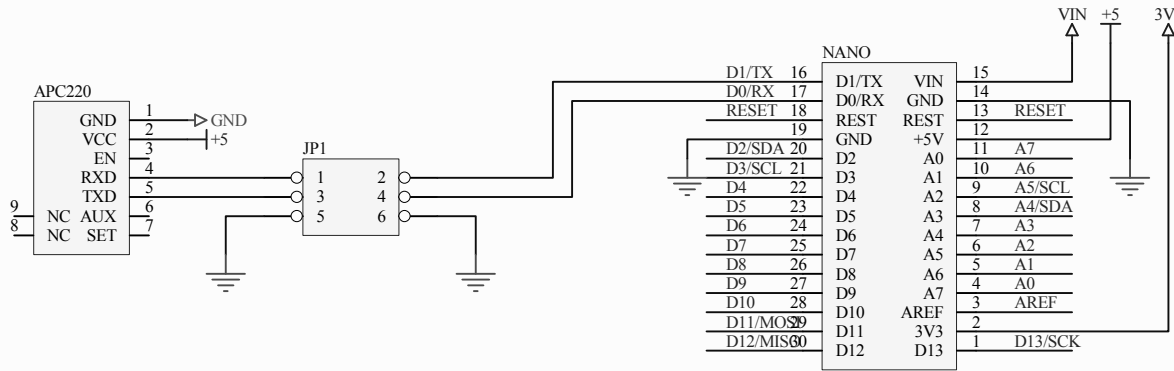 VIN +5 3V
NANO
D1/TX 16 D1/TX VIN 15
D0/RX 17 D0/RX GND 14
RESET 18 REST REST 13 RESET
19 GND +5V 12
D2/SDA 20 D2 A0 11 A7
D3/SCL 21 D3 A1 10 A6
D4 22 D4 A2 9 A5/SCL
D5 23 D5 A3 8 A4/SDA
D6 24 D6 A4 7 A3
D7 25 D7 A5 6 A2
D8 26 D8 A6 5 A1
D9 27 D9 A7 4 A0
D10 28 D10 AREF 3 AREF
D11/MOSI 29 D11 3V3 2
D12/MISO 30 D12 D13 1 D13/SCK
APC220
GND 1 GND
VCC 2 +5
EN 3
RXD 4
TXD 5
9 NC AUX 6
8 NC SET 7
JP1
1 2
3 4
5 6